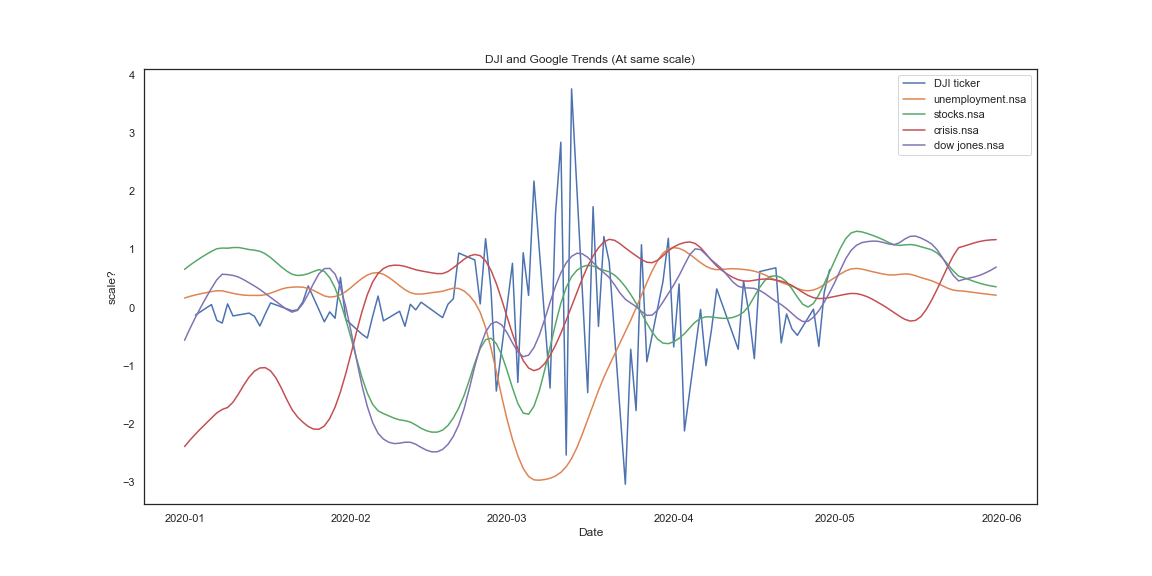 DJI and Google Trends (At same scale)
4
3
2
1
0
−1
−2
−3
scale?
DJI ticker
unemployment.nsa
stocks.nsa
crisis.nsa
dow jones.nsa
2020-01
2020-02
2020-03
2020-04
2020-05
2020-06
Date